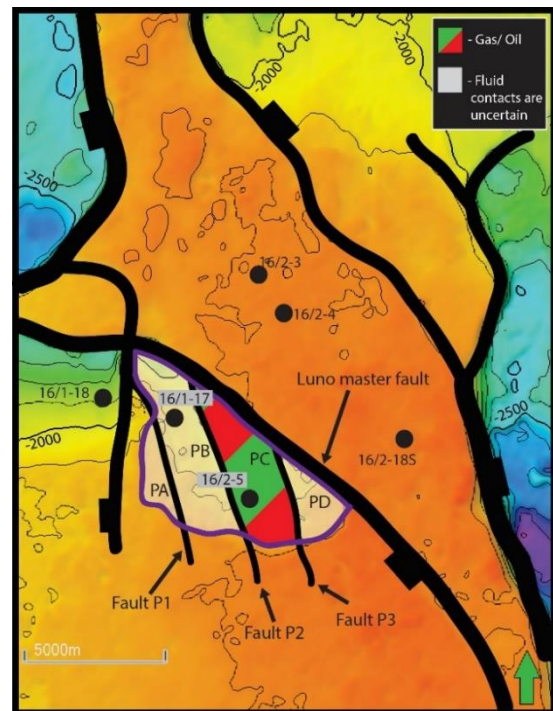 - Gas/ Oil
- Fluid
contacts are
uncertain
-2000
-2500
16/2-3
16/2-4
Luno master fault
16/1-18
16/1-17
-2500
-2000
PB
PC
16/2-18S
16/2-5
PA
PD
Fault P1
Fault P2
Fault P3
5000m